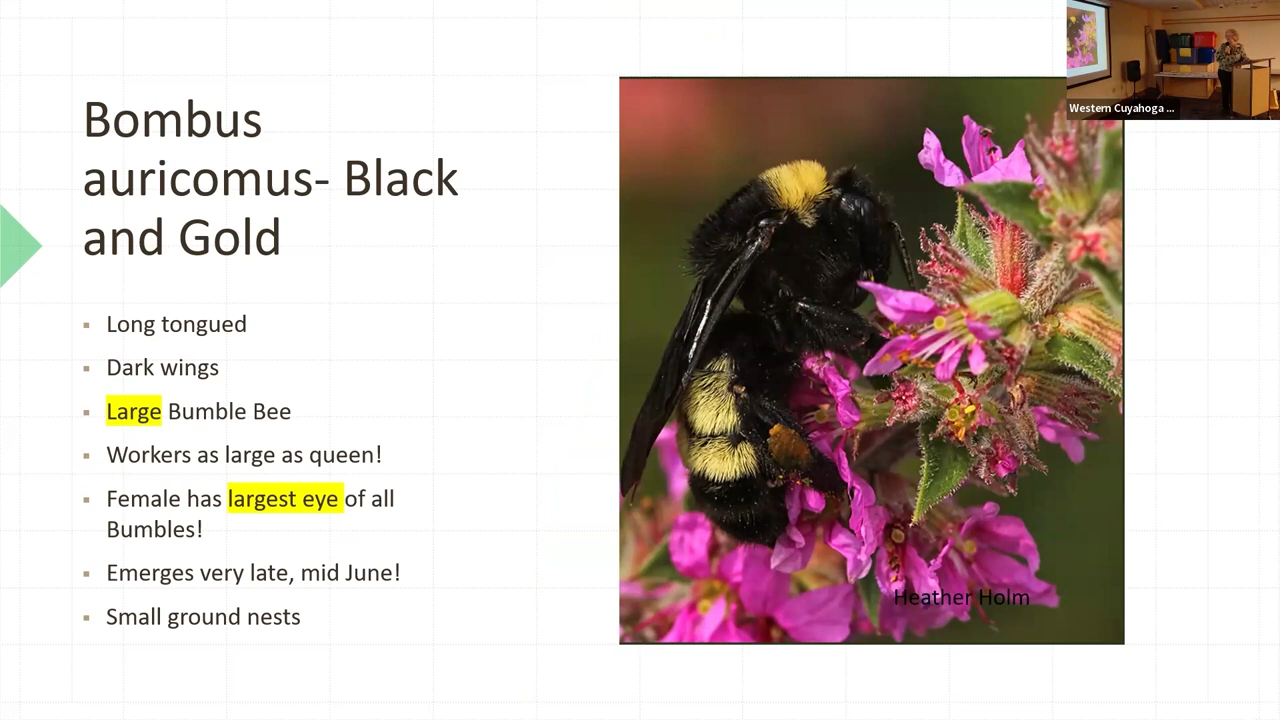 Bombus
auricomus- Black
and Gold
Long tongued
Dark wings
Large Bumble Bee
Workers as large as queen!
Female has largest eye of all
Bumbles!
Emerges very late, mid June!
Small ground nests
Heather Holm
Western Cuyahoga ...